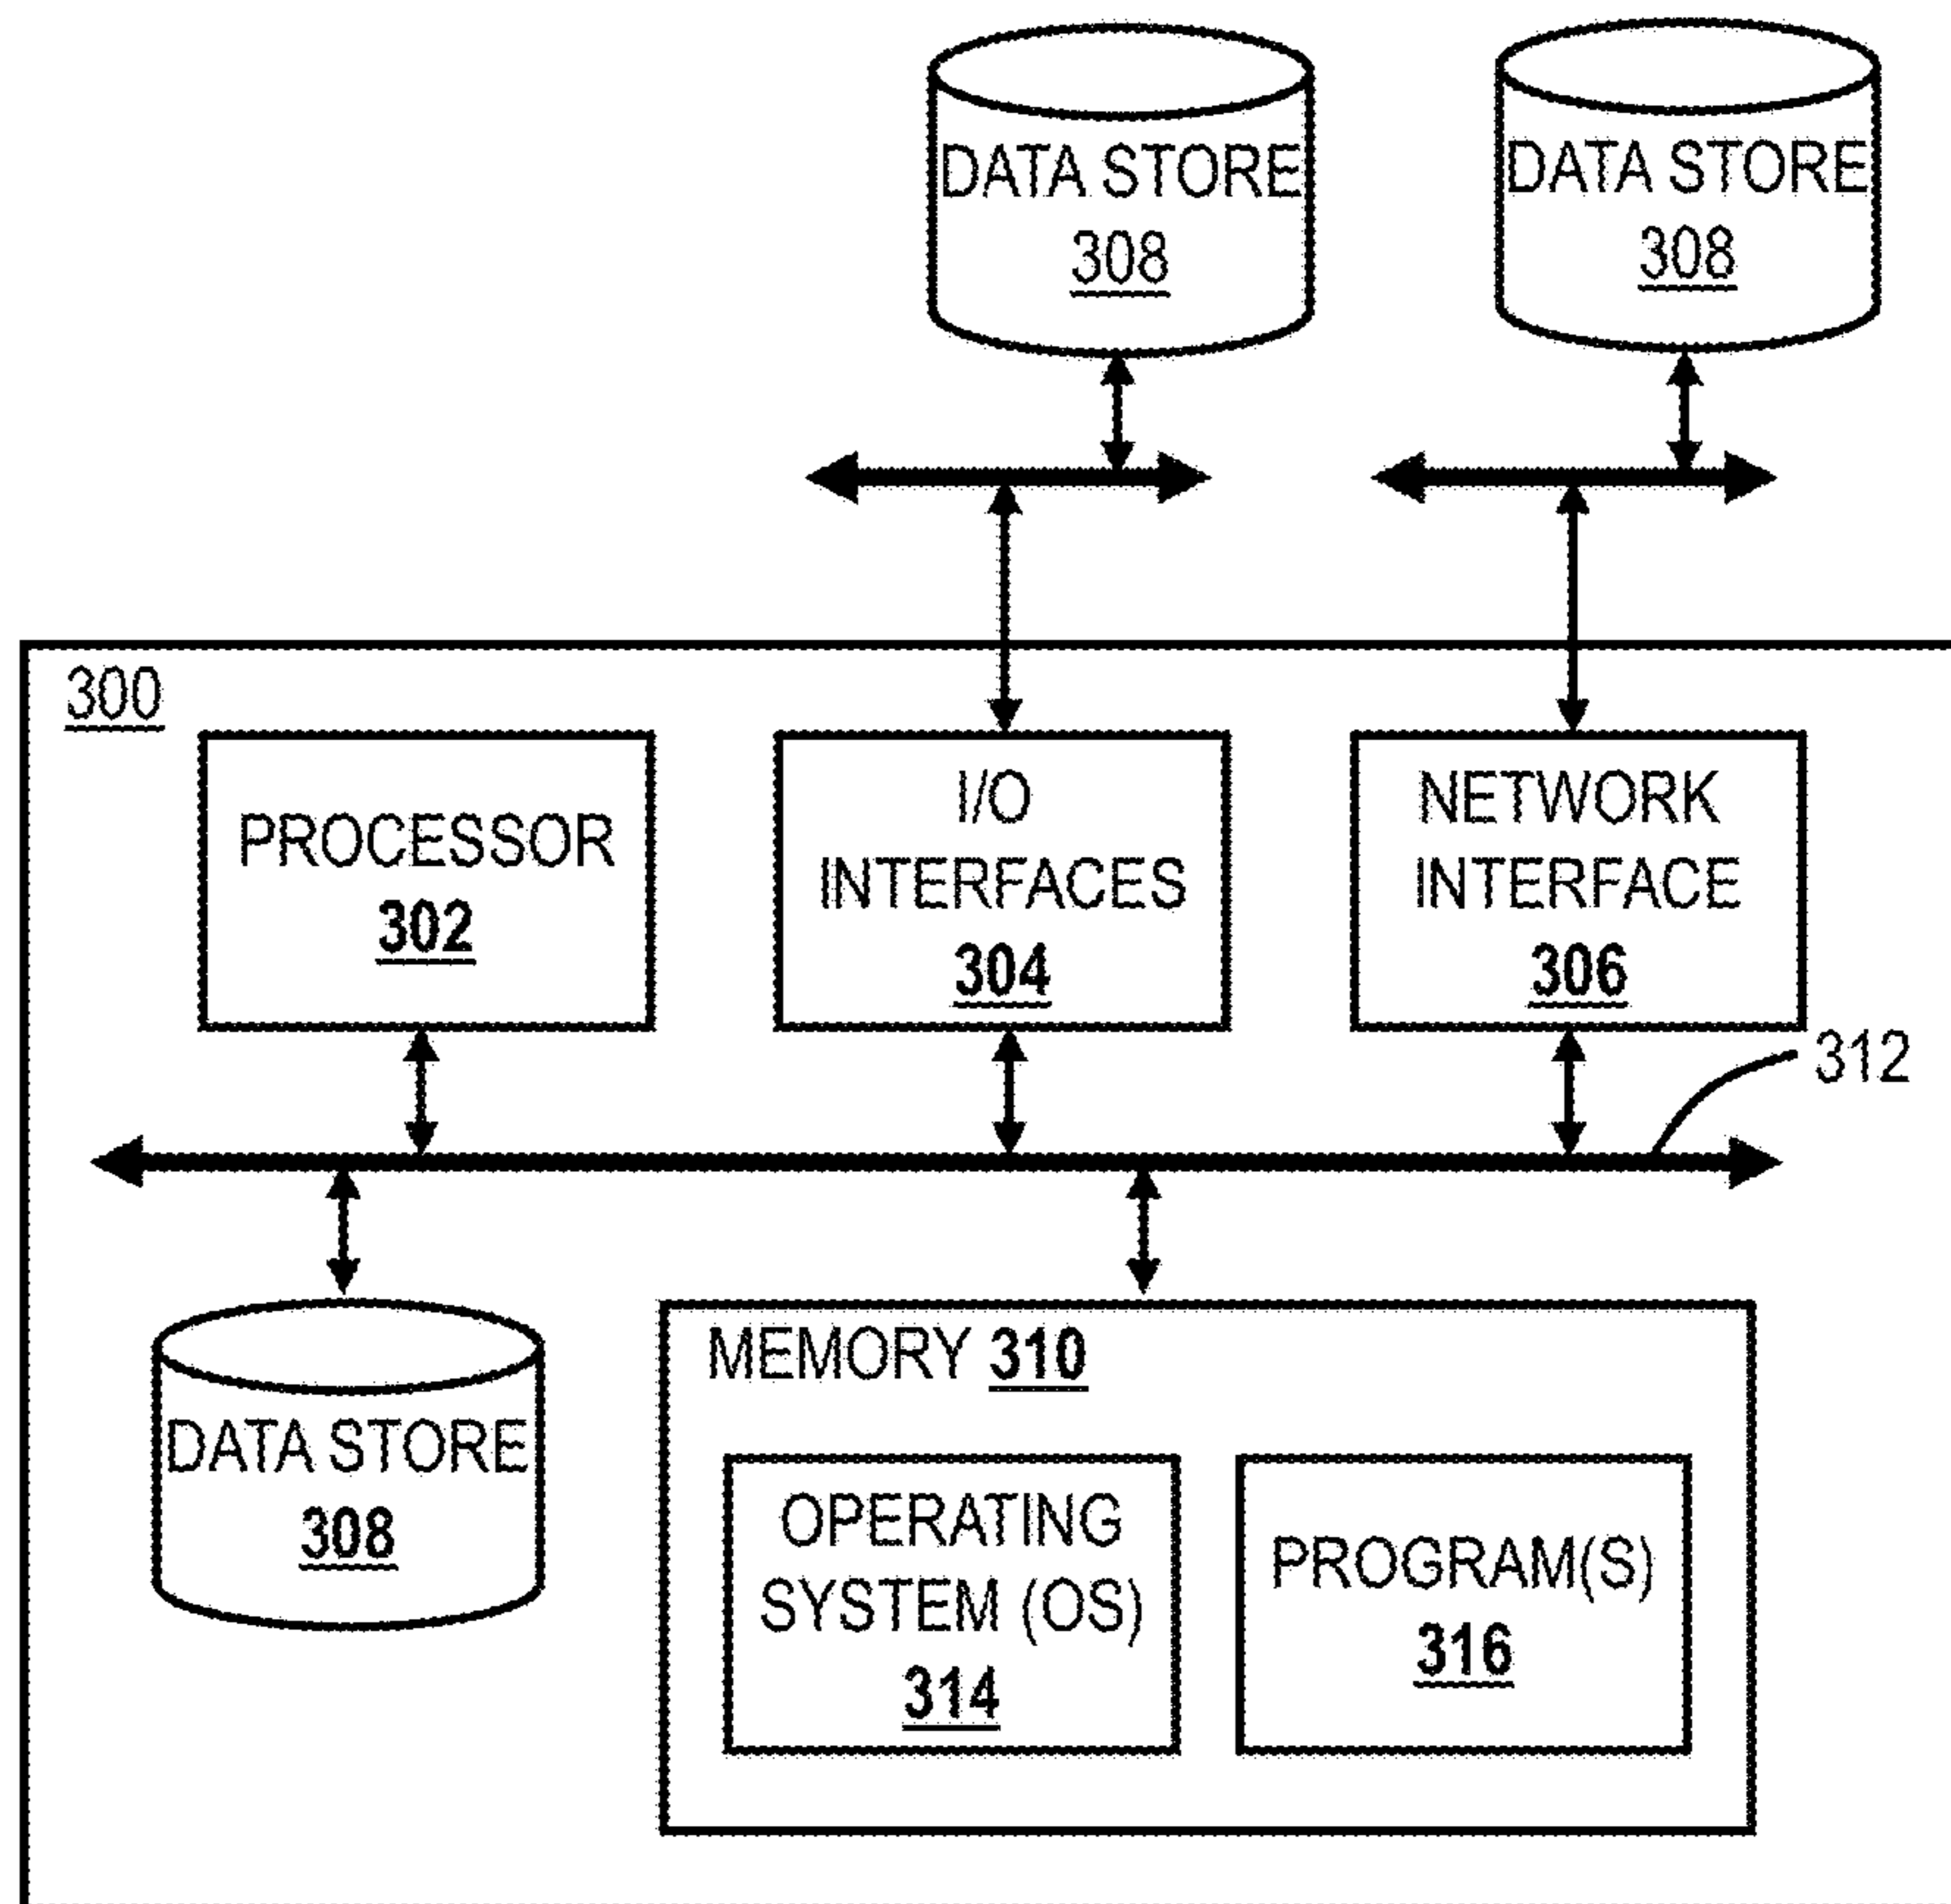 DATA STORE
308
DATA STORE
308
300
PROCESSOR
302
I/O
INTERFACES
304
NETWORK
INTERFACE
306
312
DATA STORE
308
MEMORY 310
OPERATING
SYSTEM (OS)
314
PROGRAM(S)
316